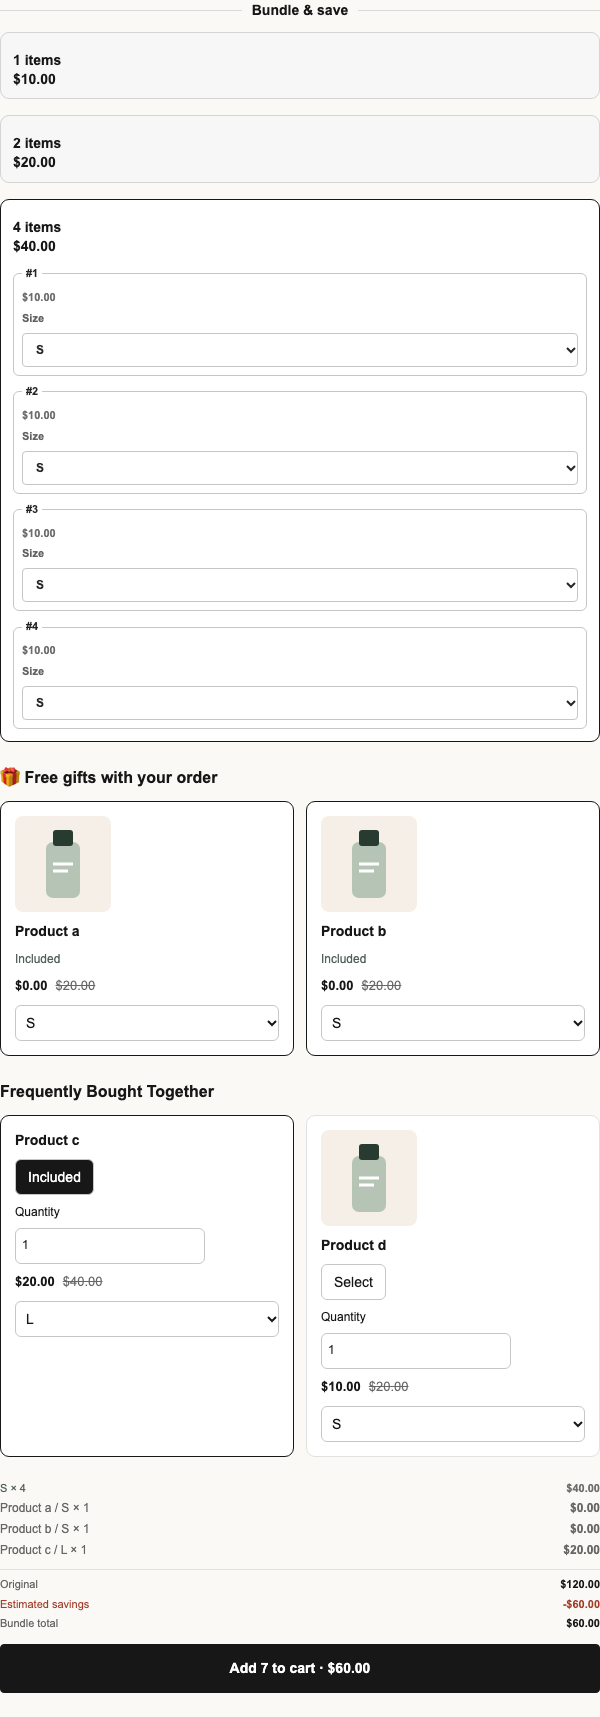 Bundle & save
1 items
$10.00
2 items
$20.00
4 items
$40.00
#1
$10.00
Size
S
#2
$10.00
Size
S
#3
$10.00
Size
S
#4
$10.00
Size
S
🎁 Free gifts with your order
Product a
Included
$0.00 $20.00
S
Product b
Included
$0.00 $20.00
S
Frequently Bought Together
Product c
Included
Quantity
1
$20.00 $40.00
L
Product d
Select
Quantity
1
$10.00 $20.00
S
S × 4 $40.00
Product a / S × 1 $0.00
Product b / S × 1 $0.00
Product c / L × 1 $20.00
Original $120.00
Estimated savings -$60.00
Bundle total $60.00
Add 7 to cart · $60.00